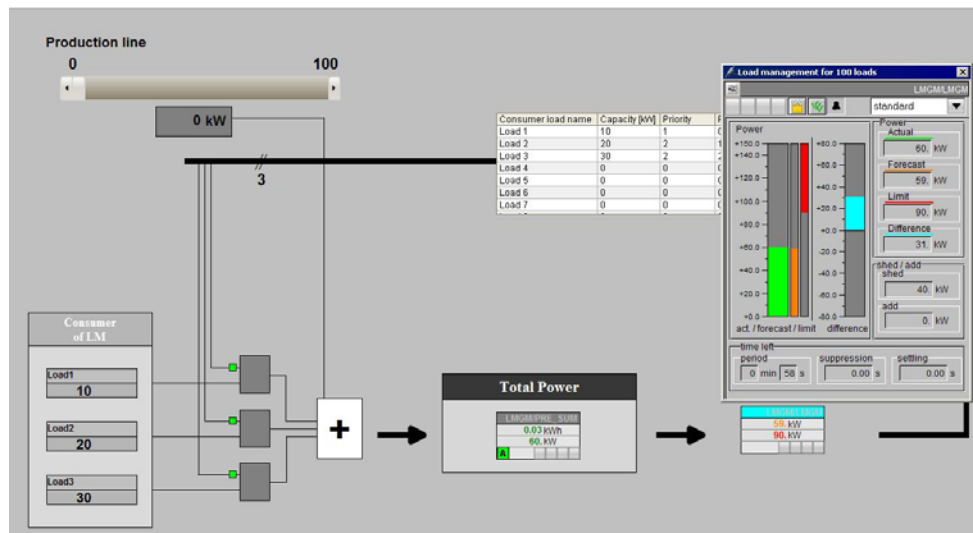 Production line
0 100
0 kW
3
Consumer load name Capacity [kW] Priority
Load 1 10 1
Load 2 20 2
Load 3 30 2
Load 4 0 0
Load 5 0 0
Load 6 0 0
Load 7 0 0
Load management for 100 loads
LMGM/LMGM
standard
Power
+150.0
+140.0
+120.0
+100.0
+80.0
+60.0
+40.0
+20.0
+0.0
+80.0
+60.0
+40.0
+20.0
+0.0
-20.0
-40.0
-60.0
-80.0
act. / forecast / limit difference
Power
Actual
60. kW
Forecast
59. kW
Limit
90. kW
Difference
31. kW
shed / add
shed
40. kW
add
0. kW
time left
period suppression settling
0 min 58 s 0.00 s 0.00 s
Consumer
of LM
Load1
10
Load2
20
Load3
30
+
Total Power
LMGM/PRE_SUM
0.03 kWh
60. kW
A
LMGM/LMGM
59. kW
90. kW